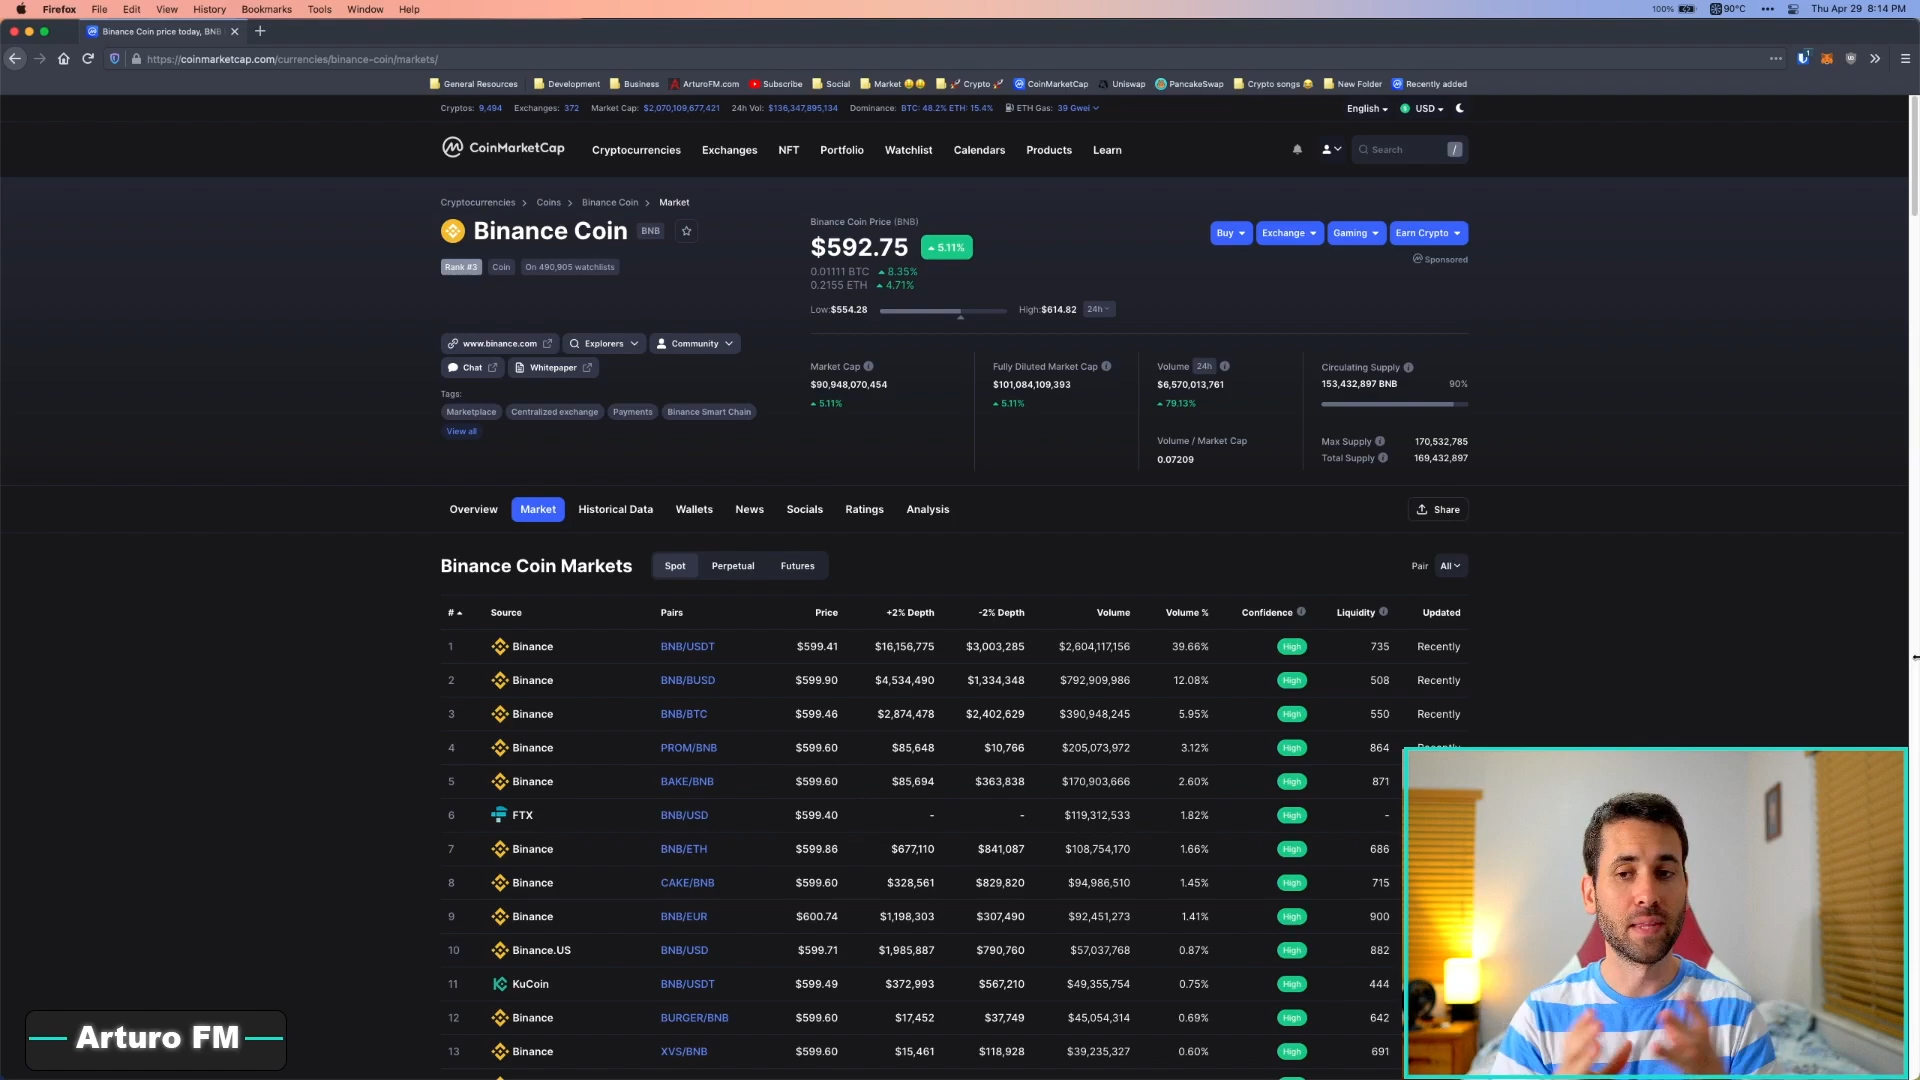 Firefox File Edit View History Bookmarks Tools Window Help 100% 90°C Thu Apr 29 8:14 PM
Binance Coin price today, BNB
https://coinmarketcap.com/currencies/binance-coin/markets/
General Resources Development Business ArturoFM.com Subscribe Social Market Crypto CoinMarketCap Uniswap PancakeSwap Crypto songs New Folder Recently added
Cryptos: 9,494 Exchanges: 372 Market Cap: $2,070,109,677,421 24h Vol: $136,347,895,134 Dominance: BTC: 48.2% ETH: 15.4% ETH Gas: 39 Gwei English USD
CoinMarketCap Cryptocurrencies Exchanges NFT Portfolio Watchlist Calendars Products Learn Search /
Cryptocurrencies > Coins > Binance Coin > Market
Binance Coin BNB
Rank #3 Coin On 490,905 watchlists
www.binance.com Explorers Community
Chat Whitepaper
Tags:
Marketplace Centralized exchange Payments Binance Smart Chain
View all
Binance Coin Price (BNB)
$592.75 5.11%
0.01111 BTC 8.35%
0.2155 ETH 4.71%
Low:$554.28 High:$614.82 24h
Buy Exchange Gaming Earn Crypto
Sponsored
Market Cap
$90,948,070,454
5.11%
Fully Diluted Market Cap
$101,084,109,393
5.11%
Volume 24h
$6,570,013,761
79.13%
Volume / Market Cap
0.07209
Circulating Supply
153,432,897 BNB 90%
Max Supply 170,532,785
Total Supply 169,432,897
Overview Market Historical Data Wallets News Socials Ratings Analysis Share
Binance Coin Markets Spot Perpetual Futures Pair All
# Source Pairs Price +2% Depth -2% Depth Volume Volume % Confidence Liquidity Updated
1 Binance BNB/USDT $599.41 $16,156,775 $3,003,285 $2,604,117,156 39.66% High 735 Recently
2 Binance BNB/BUSD $599.90 $4,534,490 $1,334,348 $792,909,986 12.08% High 508 Recently
3 Binance BNB/BTC $599.46 $2,874,478 $2,402,629 $390,948,245 5.95% High 550 Recently
4 Binance PROM/BNB $599.60 $85,648 $10,766 $205,073,972 3.12% High 864 Recently
5 Binance BAKE/BNB $599.60 $85,694 $363,838 $170,903,666 2.60% High 871
6 FTX BNB/USD $599.40 - - $119,312,533 1.82% High -
7 Binance BNB/ETH $599.86 $677,110 $841,087 $108,754,170 1.66% High 686
8 Binance CAKE/BNB $599.60 $328,561 $829,820 $94,986,510 1.45% High 715
9 Binance BNB/EUR $600.74 $1,198,303 $307,490 $92,451,273 1.41% High 900
10 Binance.US BNB/USD $599.71 $1,985,887 $790,760 $57,037,768 0.87% High 882
11 KuCoin BNB/USDT $599.49 $372,993 $567,210 $49,355,754 0.75% High 444
12 Binance BURGER/BNB $599.60 $17,452 $37,749 $45,054,314 0.69% High 642
13 Binance XVS/BNB $599.60 $15,461 $118,928 $39,235,327 0.60% High 691
Arturo FM